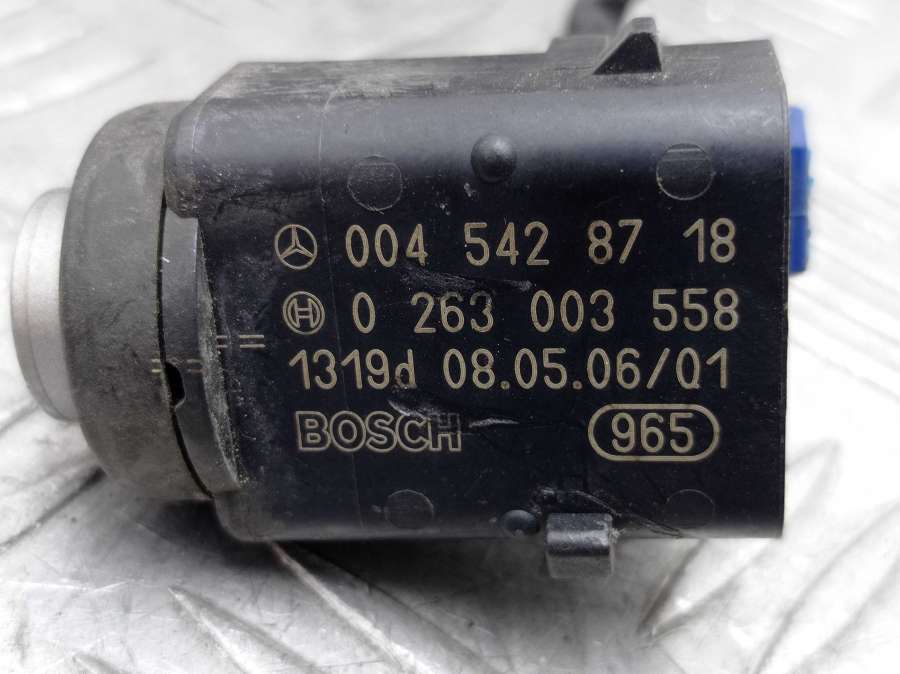 004 542 87 18
0 263 003 558
1319d 08.05.06/01
BOSCH 965